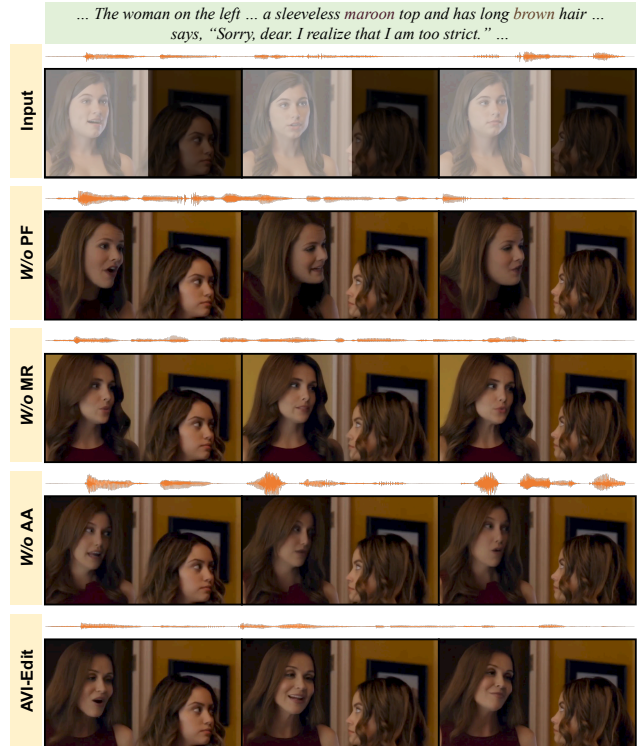 ... The woman on the left ... a sleeveless maroon top and has long brown hair ...
says, “Sorry, dear. I realize that I am too strict.” ...
Input
W/o PF
W/o MR
W/o AA
AVI-Edit